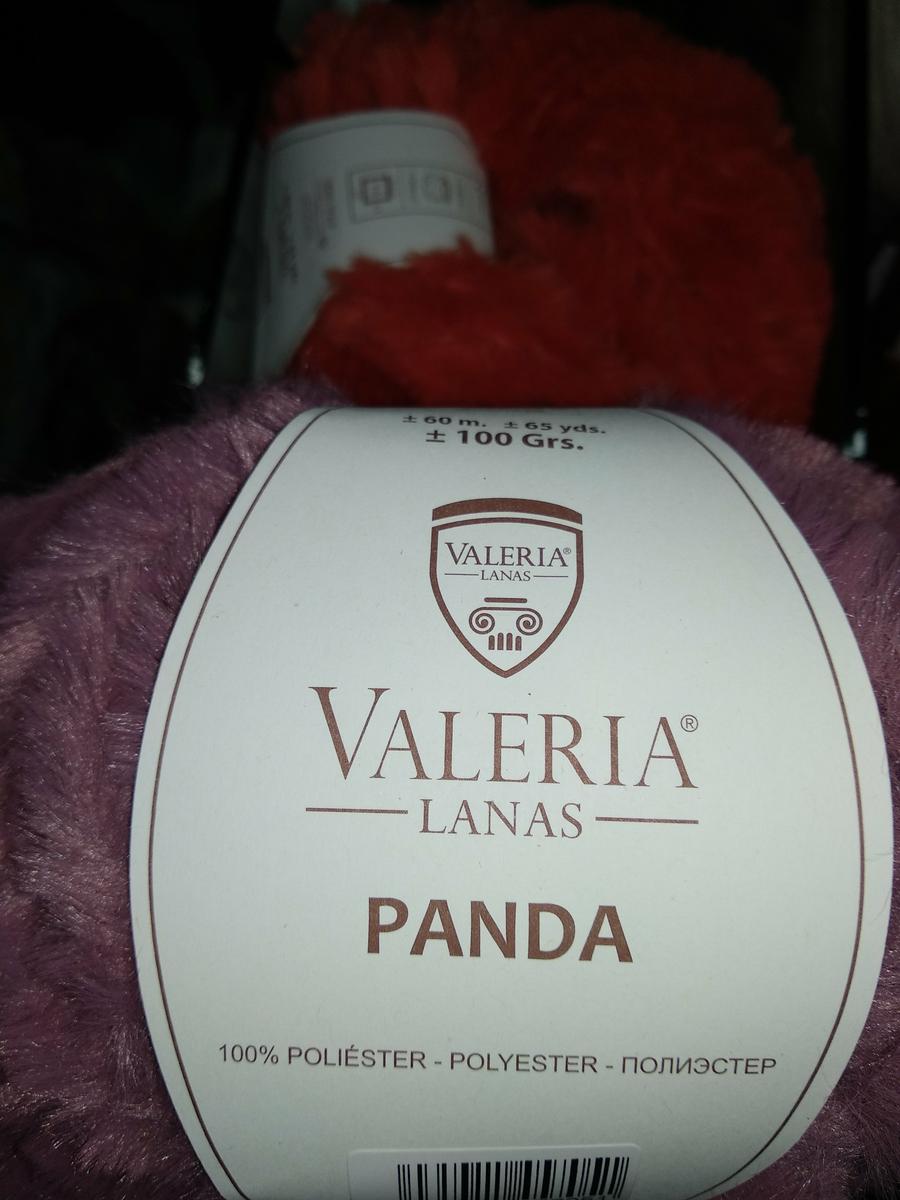 ± 60 m. ± 65 yds.
± 100 Grs.
VALERIA®
LANAS
VALERIA®
LANAS
PANDA
100% POLIÉSTER - POLYESTER - ПОЛИЭСТЕР